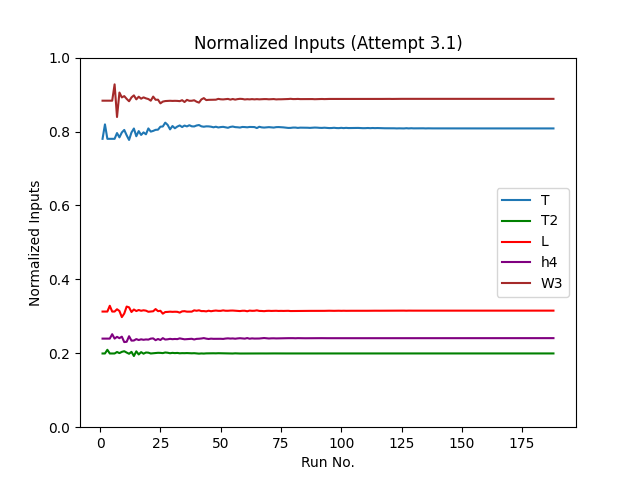 Normalized Inputs (Attempt 3.1)
1.0
0.8
0.6
0.4
0.2
0.0
Normalized Inputs
T
T2
L
h4
W3
0 25 50 75 100 125 150 175
Run No.